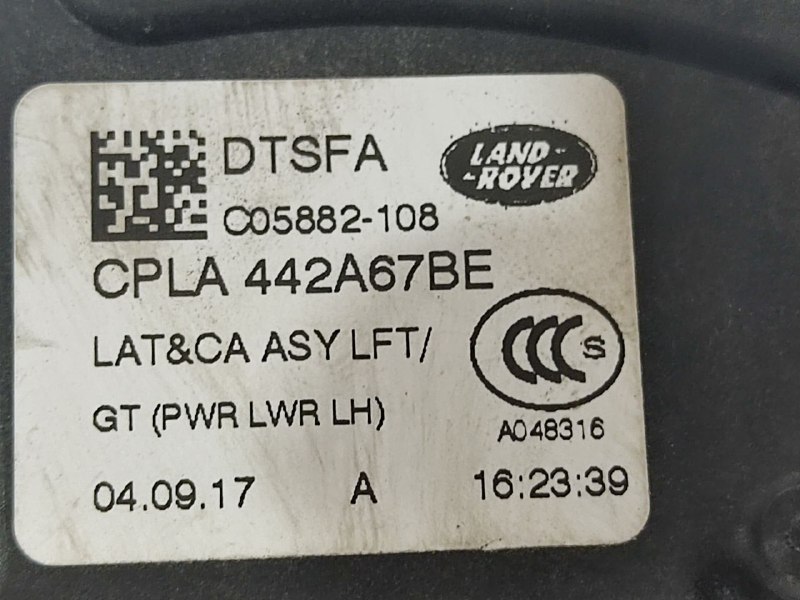 DTSFA
LAND-
-ROVER
C05882-108
CPLA 442A67BE
LAT&CA ASY LFT/
CCC S
GT (PWR LWR LH)
A048316
04.09.17 A 16:23:39